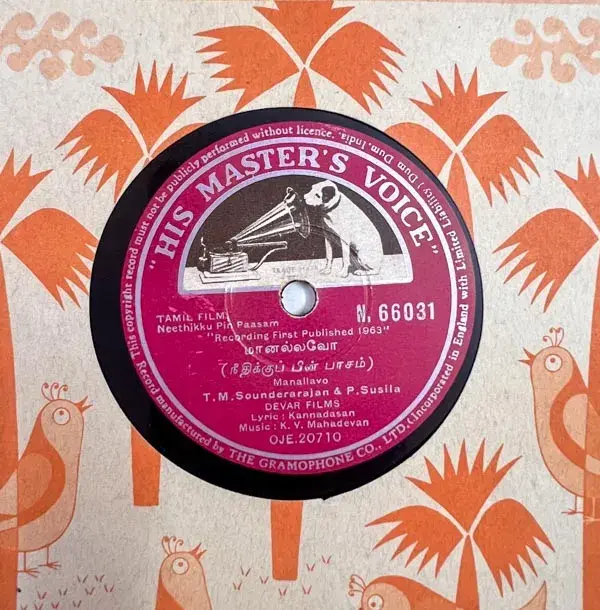 This copyright record must not be publicly performed without licence. Record manufactured by THE GRAMOPHONE CO., LTD., (Incorporated in England with Limited Liability) Dum Dum, India.
"HIS MASTER'S VOICE"
TRADE MARK
TAMIL FILM:
Neethikku Pin Paasam
N. 66031
"Recording First Published 1963"
மானல்லவோ
(நீதிக்குப் பின் பாசம்)
Manallavo
T.M.Sounderarajan & P.Susila
DEVAR FILMS
Lyric : Kannadasan
Music : K. V. Mahadevan
OJE.20710